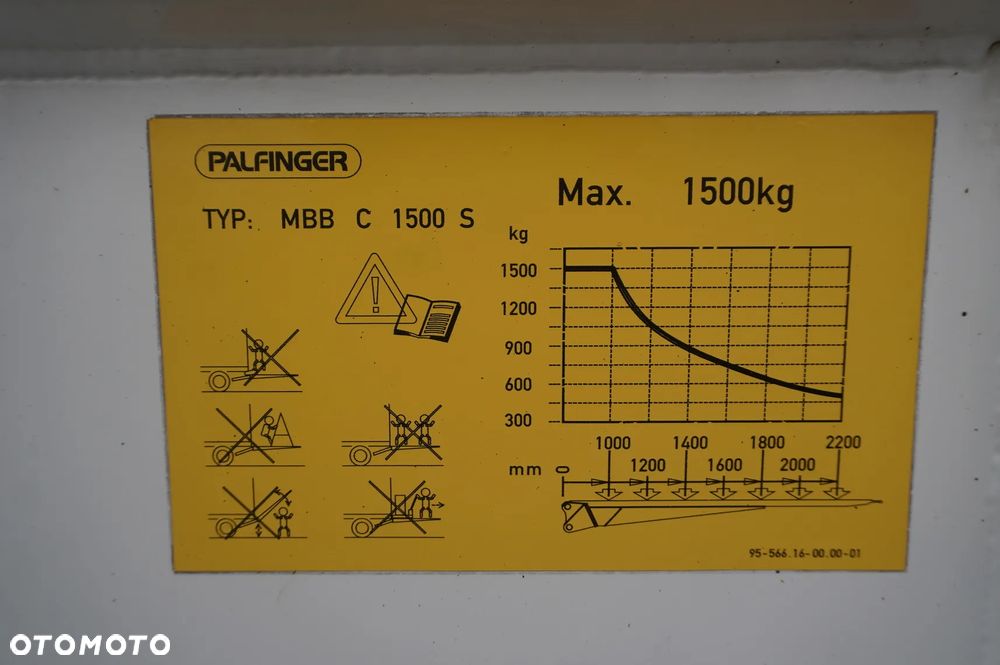 PALFINGER
TYP: MBB C 1500 S
Max. 1500kg
kg
1500
1200
900
600
300
1000 1400 1800 2200
mm 0 1200 1600 2000
95-566.16-00.00-01
OTOMOTO